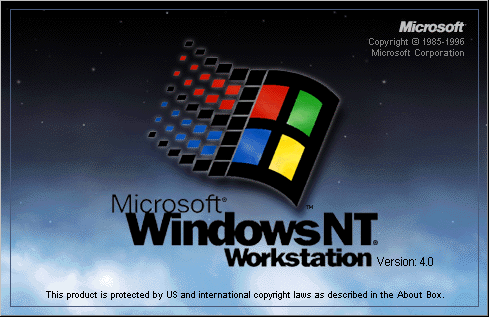 Microsoft®
Copyright © 1985-1996
Microsoft Corporation
Microsoft®
™
WindowsNT®
Workstation
Version: 4.0
This product is protected by US and international copyright laws as described in the About Box.